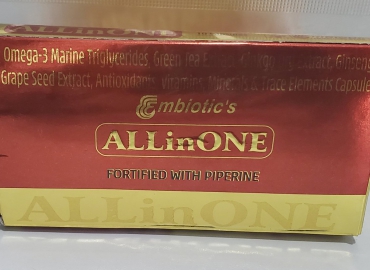 Omega-3 Marine Triglycerides, Green Tea Extract, Ginseng
Grape Seed Extract, Antioxidants, Vitamins, Minerals & Trace Elements Capsule
Embiotic's
ALLinONE
FORTIFIED WITH PIPERINE
ALLinONE